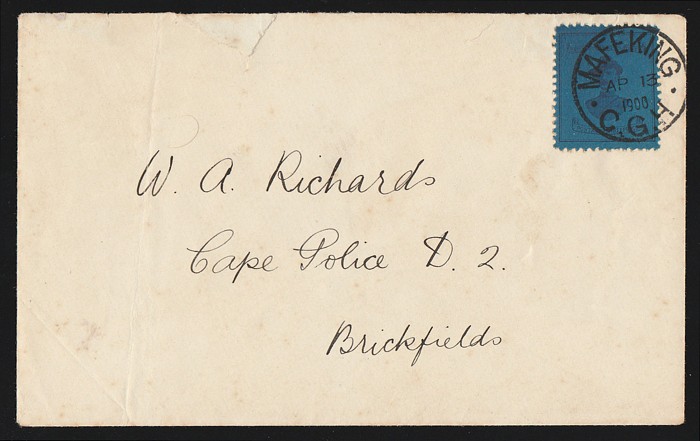 MAFEKING
AP 13
1900
C.G.H.
W. A. Richards
Cape Police D. 2.
Brickfields